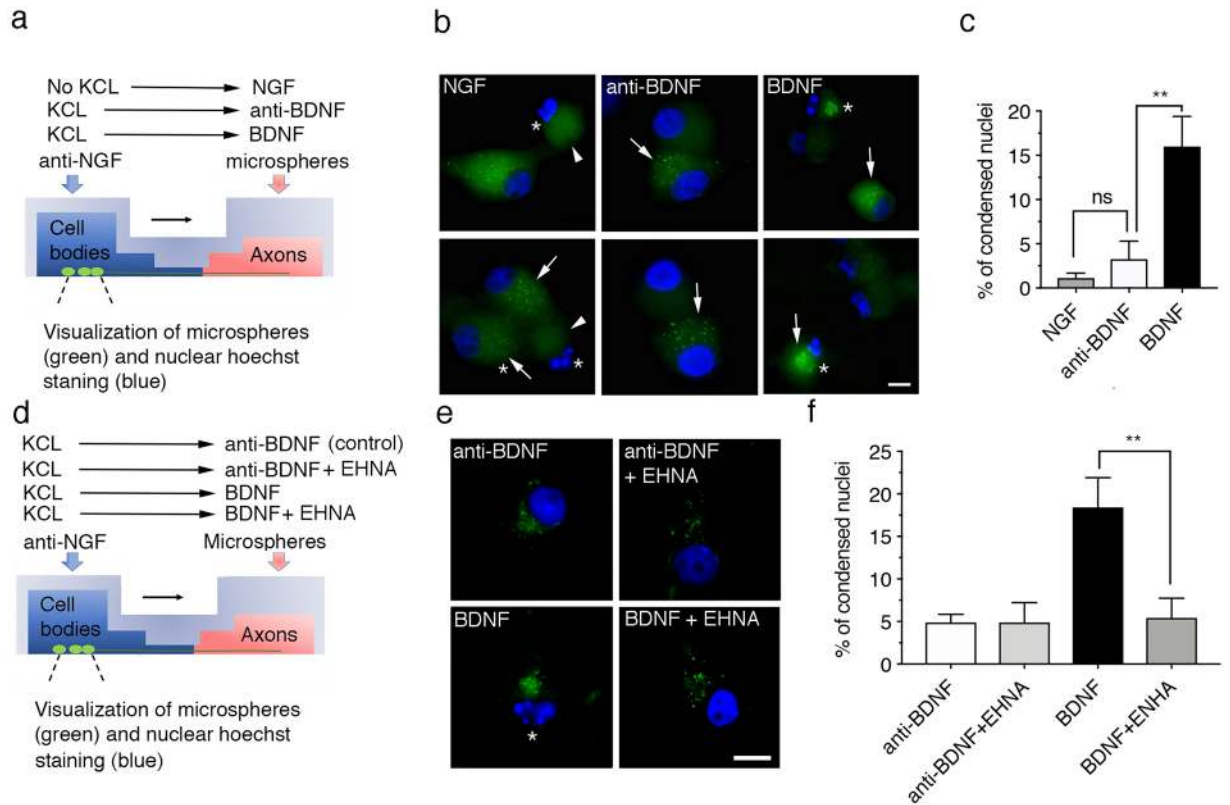 a
No KCL NGF
KCL anti-BDNF
KCL BDNF
anti-NGF microspheres
Cell
bodies
Axons
Visualization of microspheres
(green) and nuclear hoechst
staning (blue)
b
NGF anti-BDNF BDNF
*
*
* *
*
c
% of condensed nuclei
20
15
10
5
0
ns
**
NGF
anti-BDNF
BDNF
d
KCL anti-BDNF (control)
KCL anti-BDNF + EHNA
KCL BDNF
KCL BDNF + EHNA
anti-NGF Microspheres
Cell
bodies
Axons
Visualization of microspheres
(green) and nuclear hoechst
staining (blue)
e
anti-BDNF
anti-BDNF
+ EHNA
BDNF
BDNF + EHNA
*
f
% of condensed nuclei
25
20
15
10
5
0
**
anti-BDNF
anti-BDNF+EHNA
BDNF
BDNF+ENHA